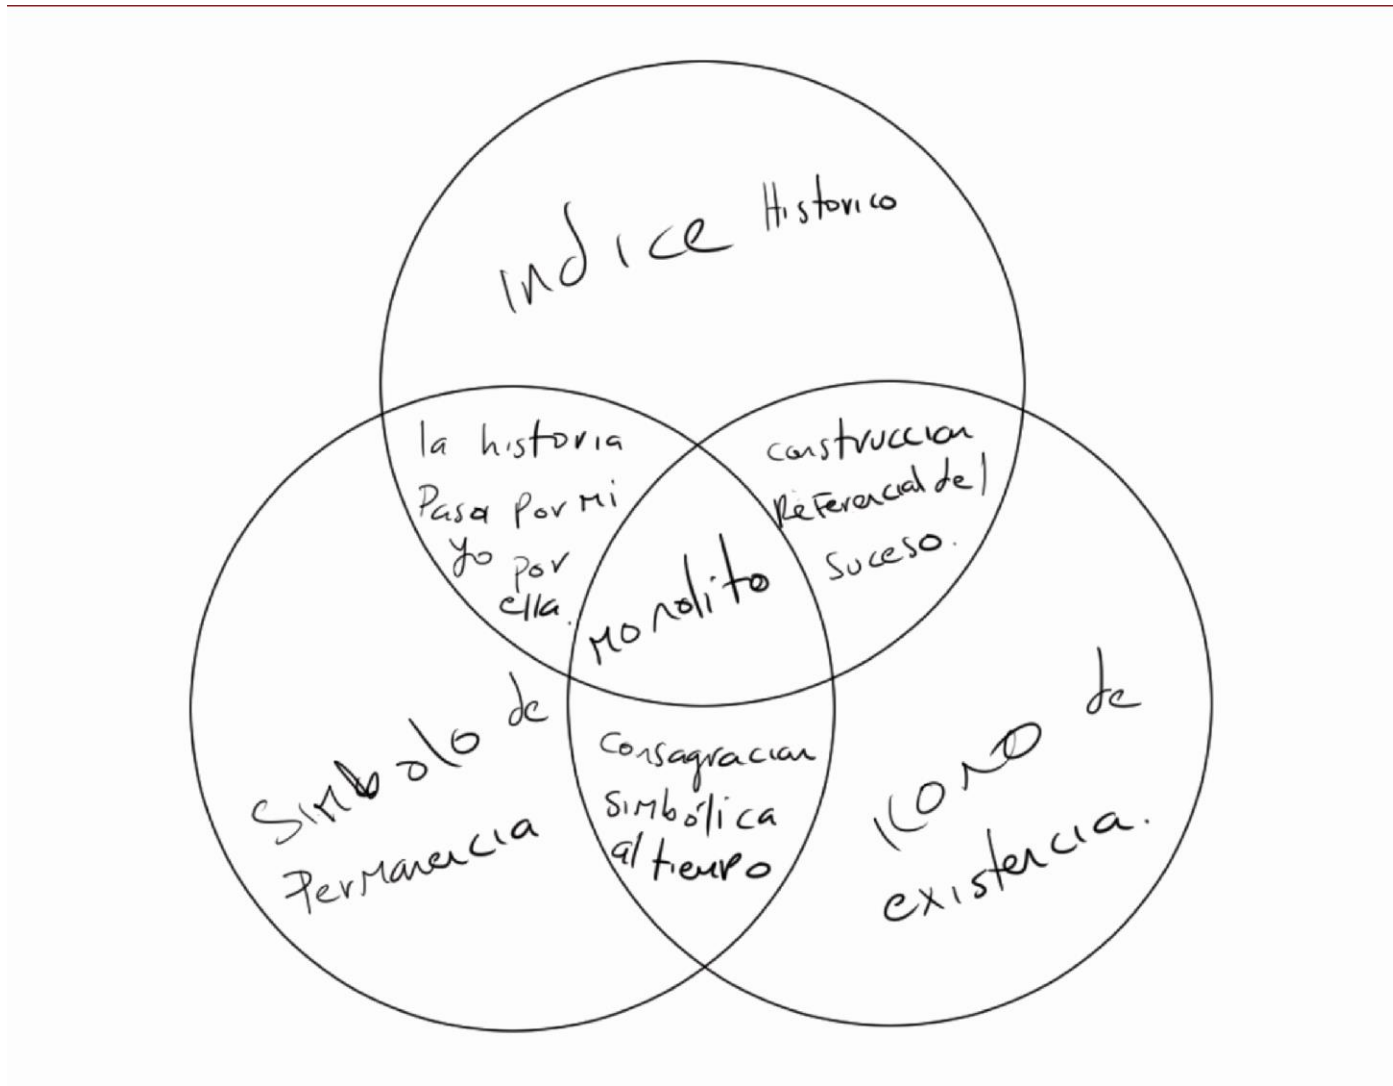 indice Historico
la historia
Pasa por mi
yo por
ella.
construccion
Referencial del
suceso.
monolito
Simbolo de
Permanencia
Consagracion
simbólica
al tiempo
icono de
existencia.